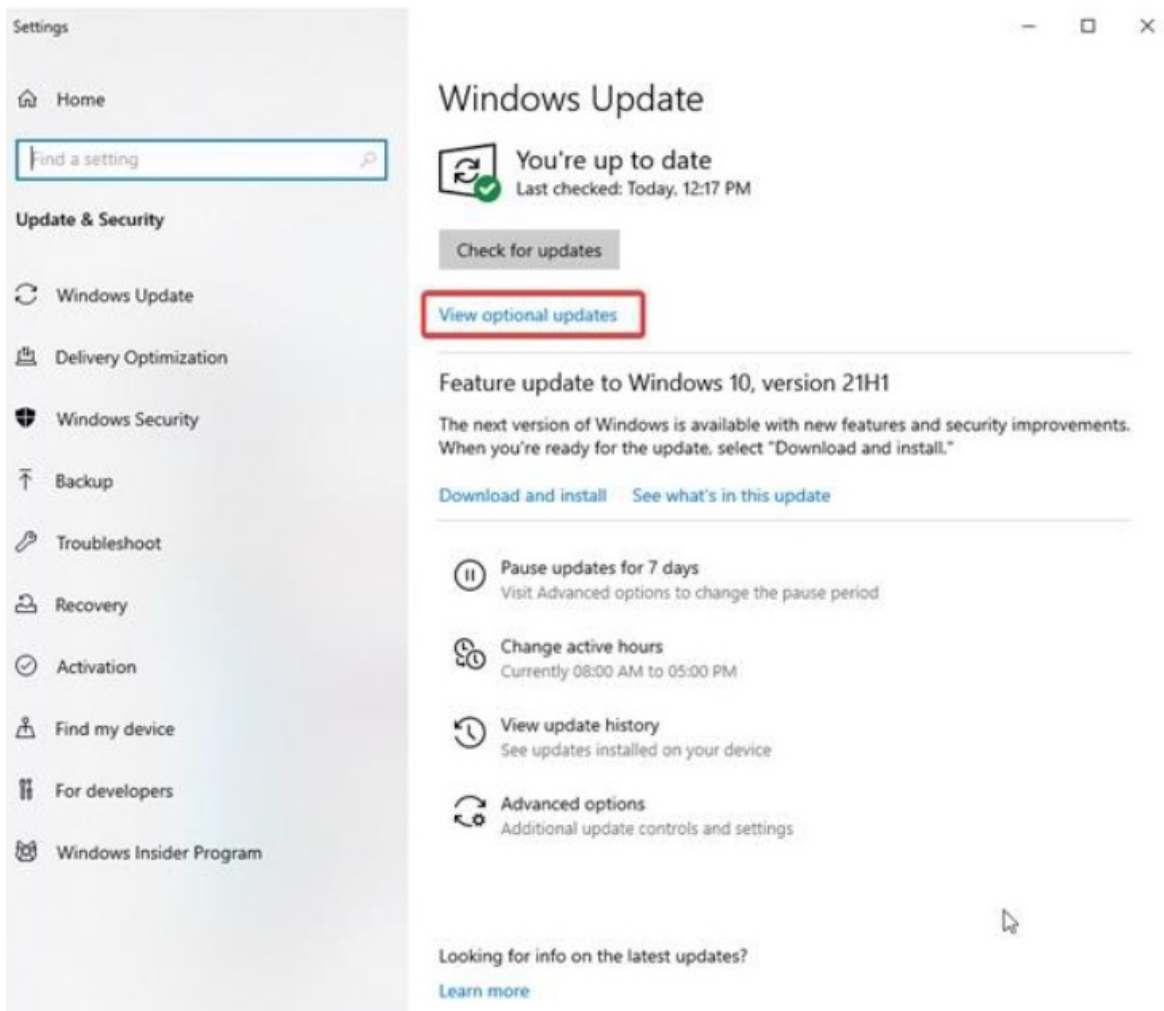 Settings
Home
Find a setting
Update & Security
Windows Update
Delivery Optimization
Windows Security
Backup
Troubleshoot
Recovery
Activation
Find my device
For developers
Windows Insider Program
Windows Update
You're up to date
Last checked: Today, 12:17 PM
Check for updates
View optional updates
Feature update to Windows 10, version 21H1
The next version of Windows is available with new features and security improvements.
When you're ready for the update, select "Download and install."
Download and install See what's in this update
Pause updates for 7 days
Visit Advanced options to change the pause period
Change active hours
Currently 08:00 AM to 05:00 PM
View update history
See updates installed on your device
Advanced options
Additional update controls and settings
Looking for info on the latest updates?
Learn more